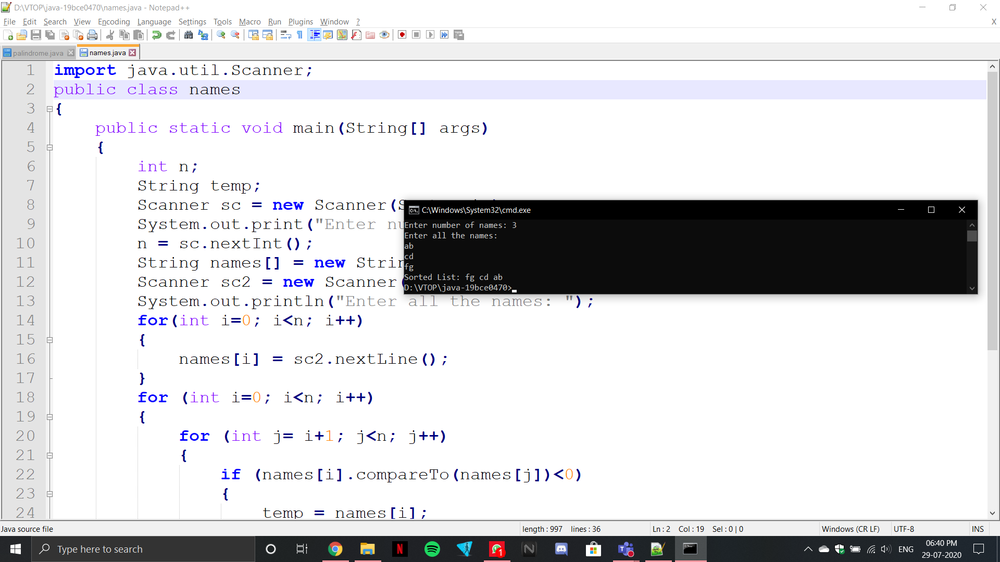 D:\VTOP\java-19bce0470\names.java - Notepad++
File Edit Search View Encoding Language Settings Tools Macro Run Plugins Window ? X
palindrome.java names.java
1 import java.util.Scanner;
2 public class names
3 {
4 public static void main(String[] args)
5 {
6 int n;
7 String temp;
8 Scanner sc = new Scanner(
9 System.out.print("Enter
10 n = sc.nextInt();
11 String names[] = new
12 Scanner sc2 = new Scanner
13 System.out.println("Enter all the names: ");
14 for(int i=0; i<n; i++)
15 {
16 names[i] = sc2.nextLine();
17 }
18 for (int i=0; i<n; i++)
19 {
20 for (int j= i+1; j<n; j++)
21 {
22 if (names[i].compareTo(names[j])<0)
23 {
24 temp = names[i];
C:\Windows\System32\cmd.exe
Enter number of names: 3
Enter all the names:
ab
cd
fg
Sorted List: fg cd ab
D:\VTOP\java-19bce0470>
Java source file length : 997 lines : 36 Ln : 2 Col : 19 Sel : 0 | 0 Windows (CR LF) UTF-8 INS
Type here to search
ENG
06:40 PM
29-07-2020